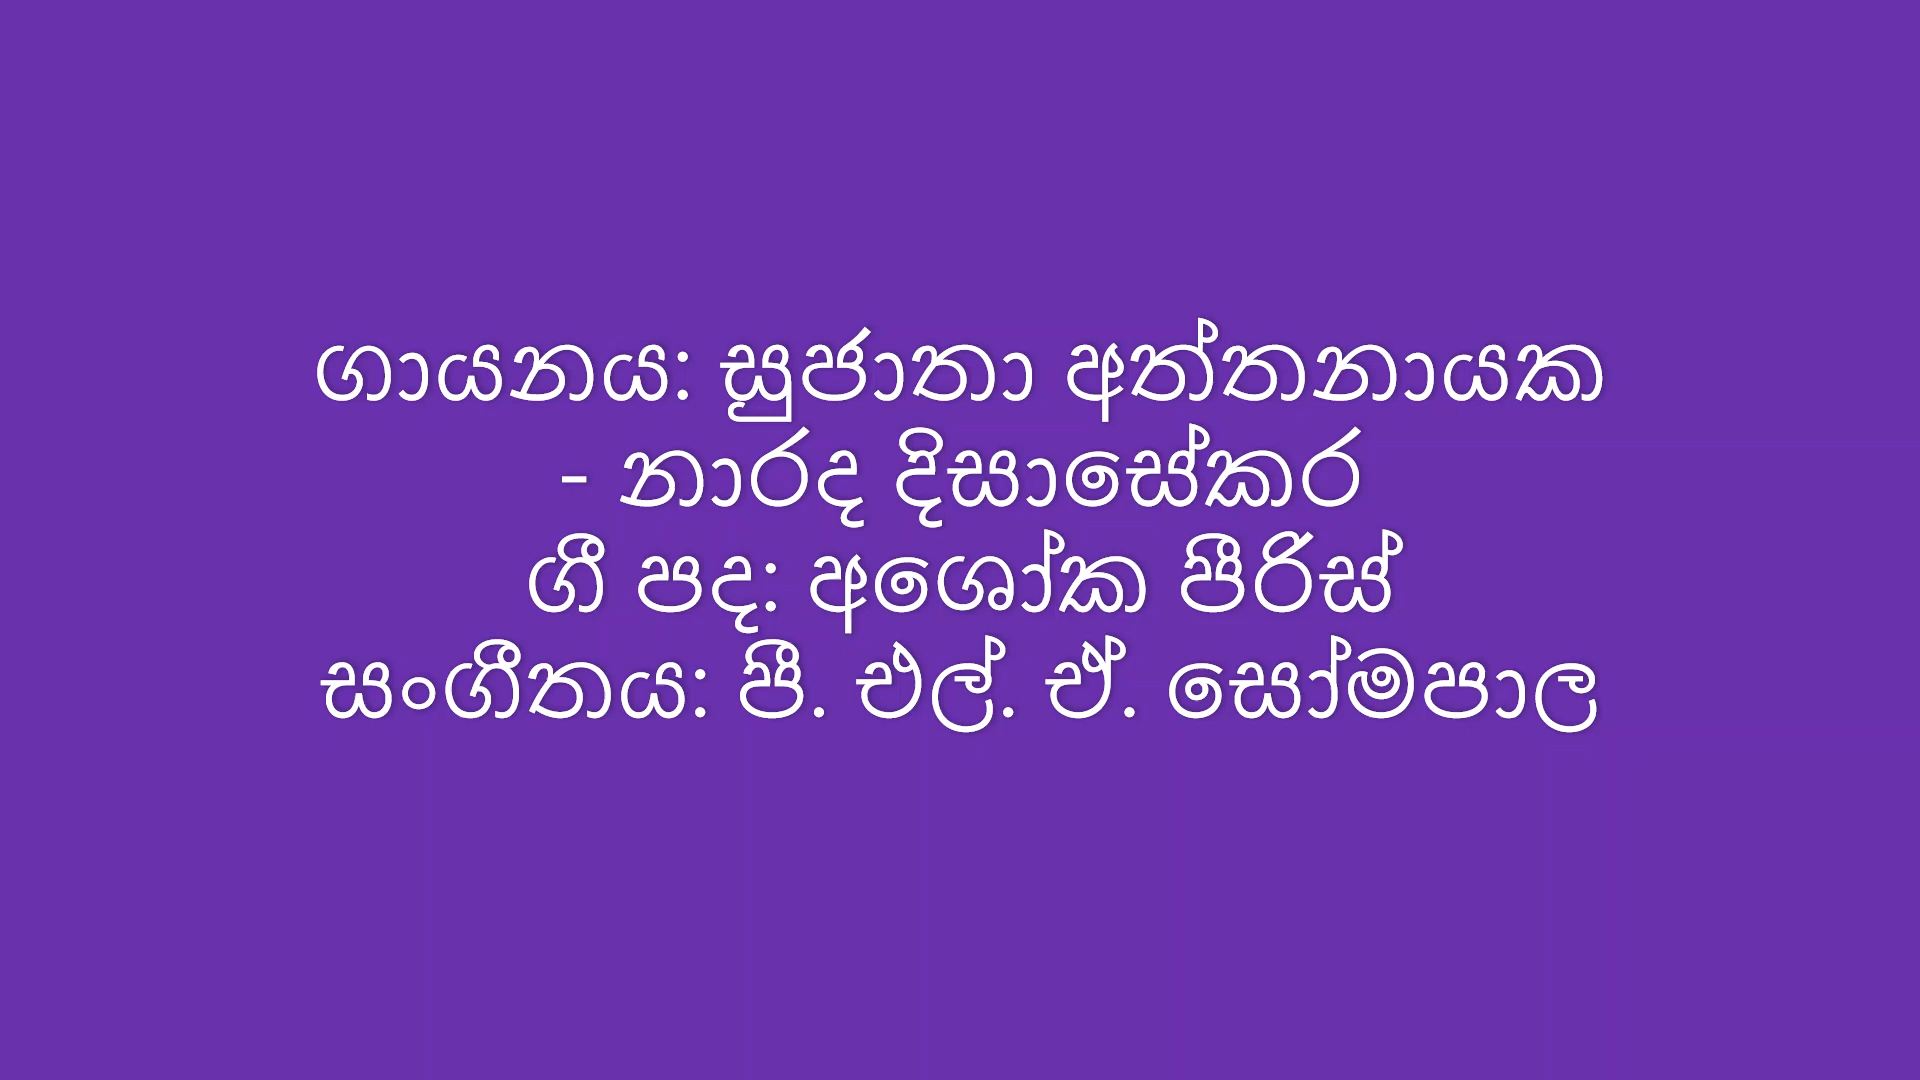 ගායනය: සුජාතා අත්තනායක
- නාරද දිසාසේකර
ගී පද: අශෝක පීරිස්
සංගීතය: පී. එල්. ඒ. සෝමපාල